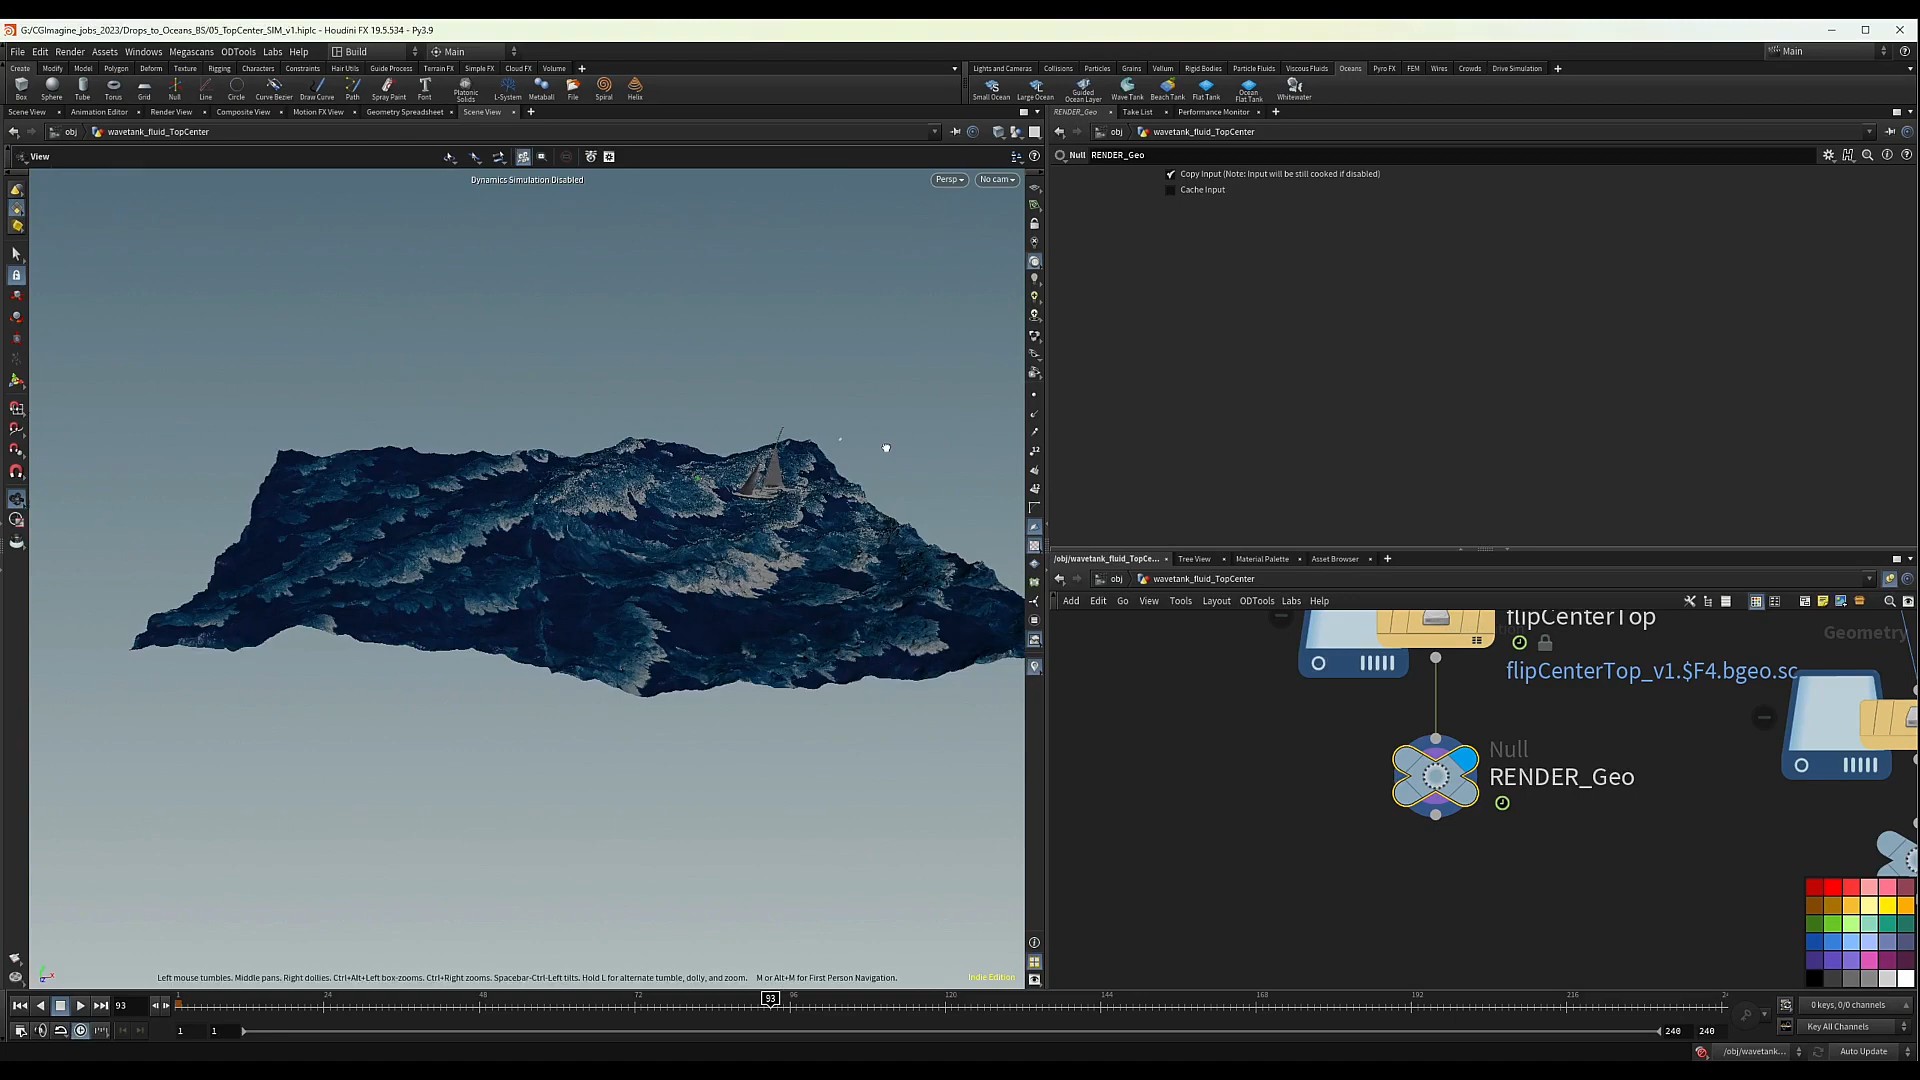 G:/CGImagine_jobs_2023/Drops_to_Oceans_BS/05_TopCenter_SIM_v1.hiplc - Houdini FX 19.5.534 - Py3.9
File Edit Render Assets Windows Megascans ODTools Labs Help Build Main Main
Create Modify Model Polygon Deform Texture Rigging Characters Constraints Hair Utils Guide Process Terrain FX Simple FX Cloud FX Volume
Lights and Cameras Collisions Particles Grains Vellum Rigid Bodies Particle Fluids Viscous Fluids Oceans Pyro FX FEM Wires Crowds Drive Simulation
Box Sphere Tube Torus Grid Null Line Circle Curve Bezier Draw Curve Path Spray Paint Font Platonic Solids L-System Metaball File Spiral Helix
Small Ocean Large Ocean Guided Ocean Layer Wave Tank Beach Tank Flat Tank Ocean Flat Tank Whitewater
Scene View Animation Editor Render View Composite View Motion FX View Geometry Spreadsheet Scene View
RENDER_Geo Take List Performance Monitor
obj wavetank_fluid_TopCenter
obj wavetank_fluid_TopCenter
View
Null RENDER_Geo
Copy Input (Note: Input will be still cooked if disabled)
Cache Input
Dynamics Simulation Disabled
Persp
No cam
/obj/wavetank_fluid_TopCe... Tree View Material Palette Asset Browser
obj wavetank_fluid_TopCenter
Add Edit Go View Tools Layout ODTools Labs Help
flipCenterTop
Geometry
flipCenterTop_v1.$F4.bgeo.sc
Null
RENDER_Geo
Left mouse tumbles. Middle pans. Right dollies. Ctrl+Alt+Left box-zooms. Ctrl+Right zooms. Spacebar-Ctrl-Left tilts. Hold L for alternate tumble, dolly, and zoom. M or Alt+M for First Person Navigation.
Indie Edition
93
1 24 48 72 93 96 120 144 168 192 216
0 keys, 0/0 channels
1 1 240 240
Key All Channels
/obj/wavetank...
Auto Update